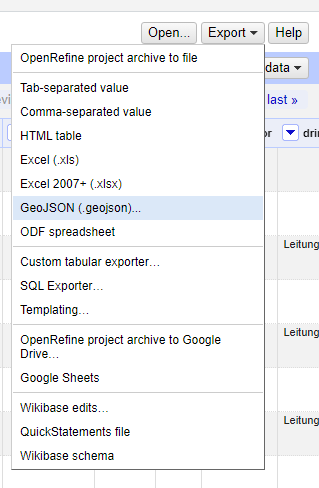 Open...
Export
Help
OpenRefine project archive to file
data
Tab-separated value
last »
Comma-separated value
HTML table
drin
Excel (.xls)
Excel 2007+ (.xlsx)
GeoJSON (.geojson)...
ODF spreadsheet
Leitung
Custom tabular exporter…
SQL Exporter…
Templating…
OpenRefine project archive to Google
Drive…
Leitung
Google Sheets
Wikibase edits…
Leitung
QuickStatements file
Wikibase schema